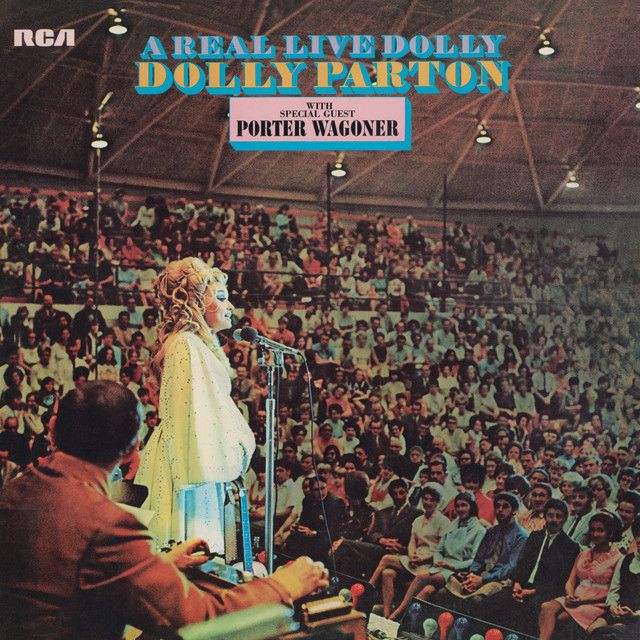 RCA
A REAL LIVE DOLLY
DOLLY PARTON
WITH
SPECIAL GUEST
PORTER WAGONER